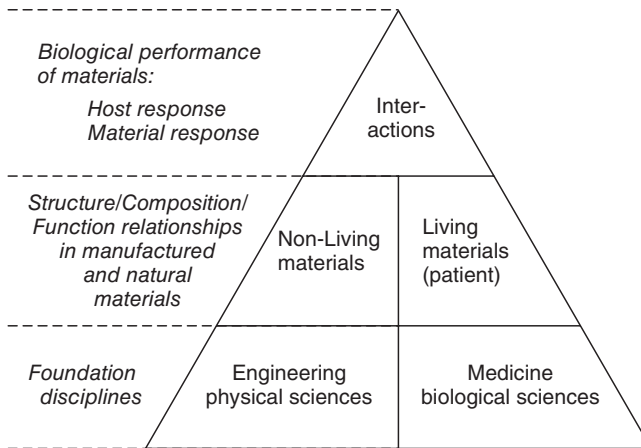 Biological performance
of materials:
Host response
Material response
Inter-
actions
Structure/Composition/
Function relationships
in manufactured
and natural
materials
Non-Living
materials
Living
materials
(patient)
Foundation
disciplines
Engineering
physical sciences
Medicine
biological sciences